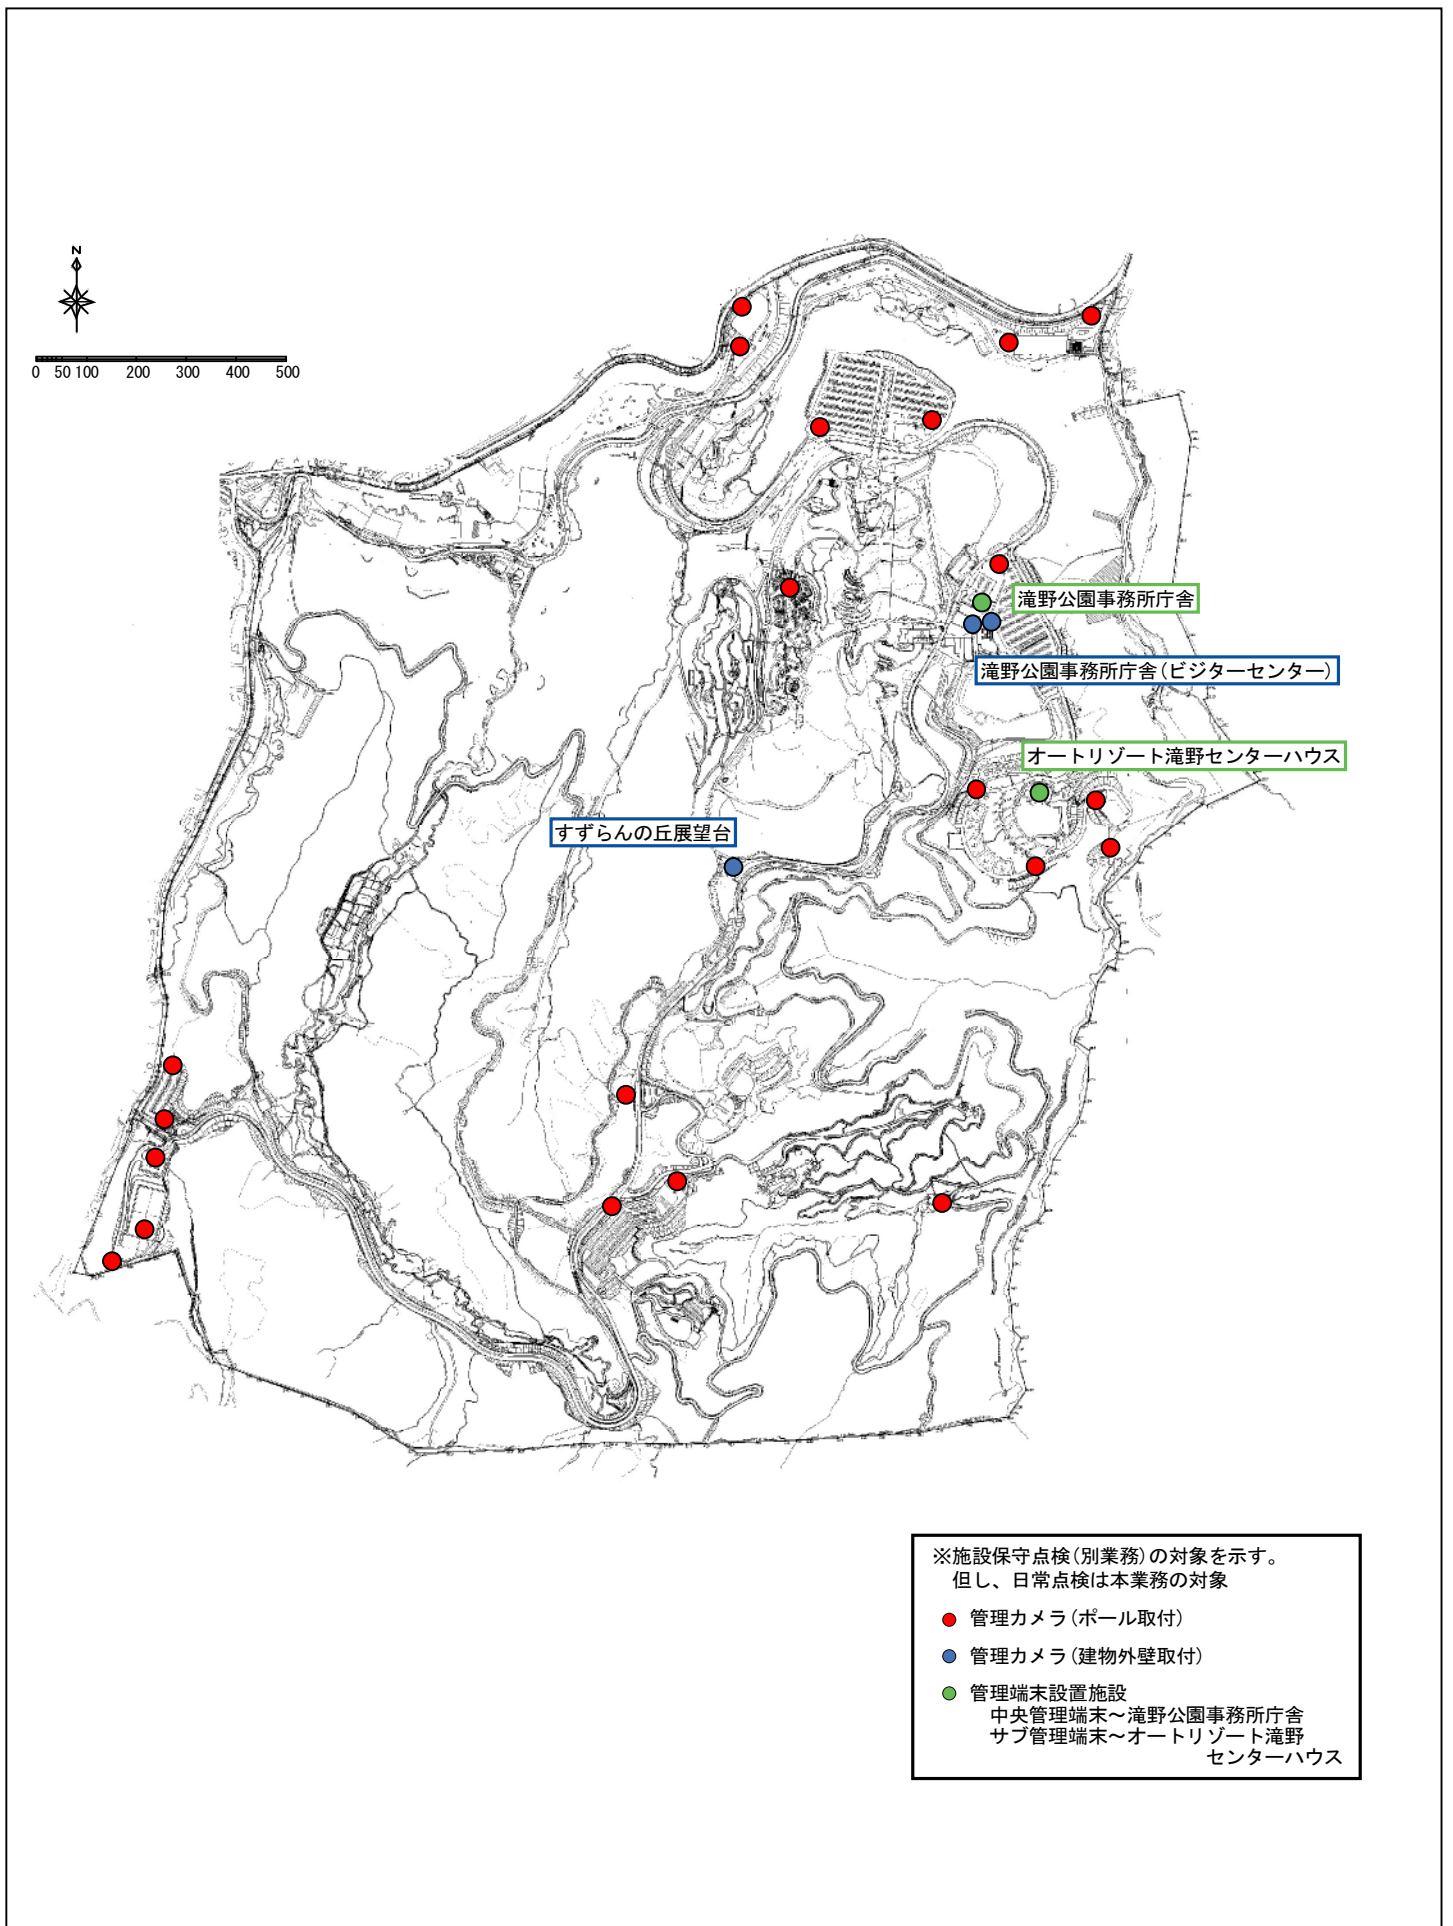 N
0 50 100 200 300 400 500
滝野公園事務所庁舎
滝野公園事務所庁舎(ビジターセンター)
オートリゾート滝野センターハウス
すずらんの丘展望台
※施設保守点検(別業務)の対象を示す。
但し、日常点検は本業務の対象
管理カメラ(ポール取付)
管理カメラ(建物外壁取付)
管理端末設置施設
中央管理端末~滝野公園事務所庁舎
サブ管理端末~オートリゾート滝野
センターハウス